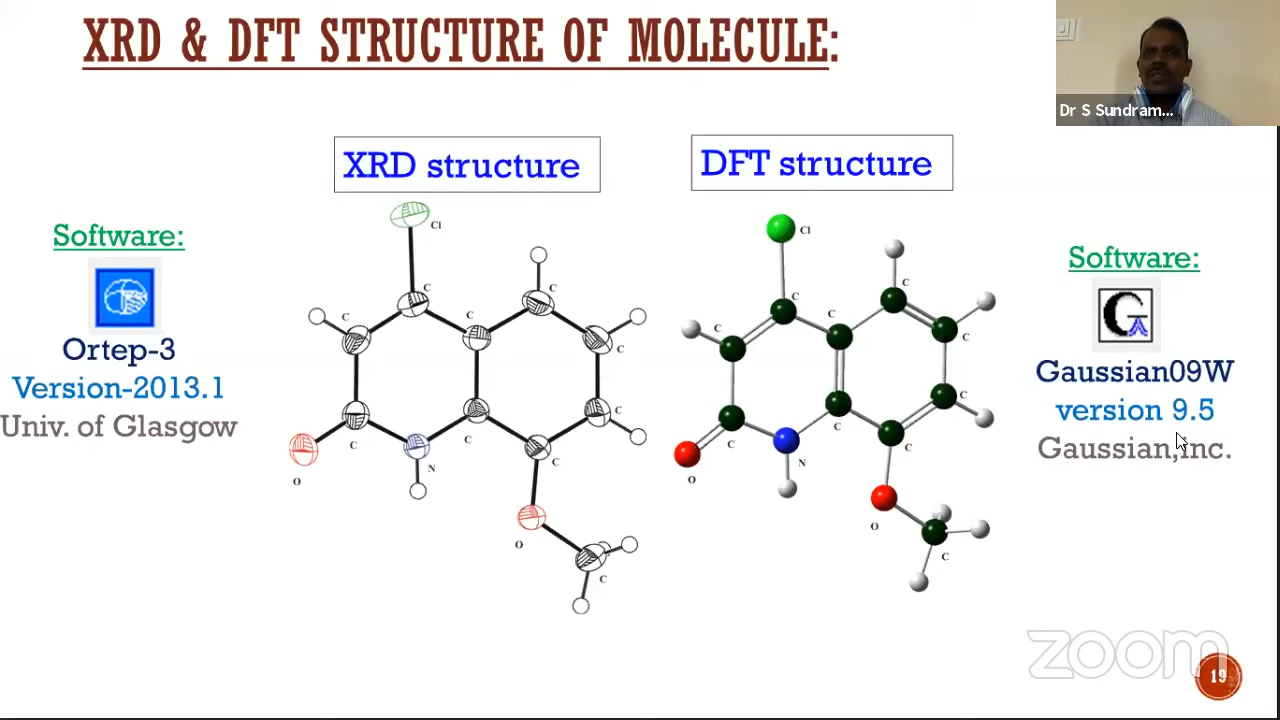 XRD & DFT STRUCTURE OF MOLECULE:
Dr S Sundram...
XRD structure
DFT structure
Software:
Ortep-3
Version-2013.1
Univ. of Glasgow
Cl
C
C
C
C
C
C
C
C
C
N
O
O
C
Cl
C
C
C
C
C
C
C
C
C
N
O
O
C
Software:
G
Gaussian09W
version 9.5
Gaussian,inc.
zoom
19